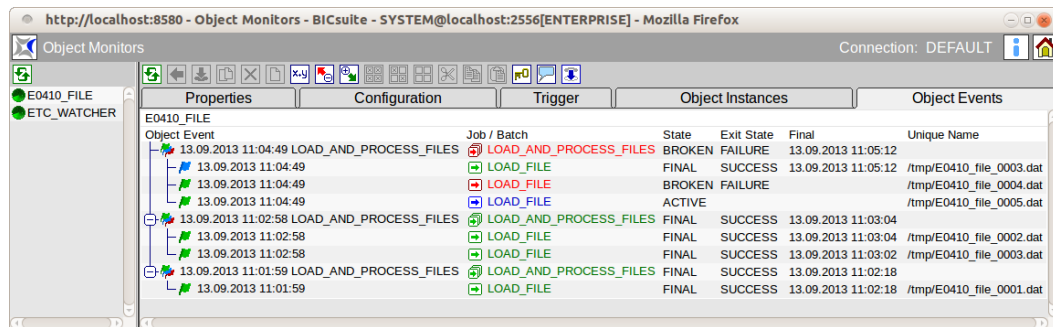 http://localhost:8580 - Object Monitors - BICsuite - SYSTEM@localhost:2556[ENTERPRISE] - Mozilla Firefox
Object Monitors Connection: DEFAULT i
x.y
E0410_FILE
ETC_WATCHER
Properties Configuration Trigger Object Instances Object Events
E0410_FILE
Object Event Job / Batch State Exit State Final Unique Name
13.09.2013 11:04:49 LOAD_AND_PROCESS_FILES LOAD_AND_PROCESS_FILES BROKEN FAILURE 13.09.2013 11:05:12
13.09.2013 11:04:49 LOAD_FILE FINAL SUCCESS 13.09.2013 11:05:12 /tmp/E0410_file_0003.dat
13.09.2013 11:04:49 LOAD_FILE BROKEN FAILURE /tmp/E0410_file_0004.dat
13.09.2013 11:04:49 LOAD_FILE ACTIVE /tmp/E0410_file_0005.dat
13.09.2013 11:02:58 LOAD_AND_PROCESS_FILES LOAD_AND_PROCESS_FILES FINAL SUCCESS 13.09.2013 11:03:04
13.09.2013 11:02:58 LOAD_FILE FINAL SUCCESS 13.09.2013 11:03:04 /tmp/E0410_file_0002.dat
13.09.2013 11:02:58 LOAD_FILE FINAL SUCCESS 13.09.2013 11:03:02 /tmp/E0410_file_0003.dat
13.09.2013 11:01:59 LOAD_AND_PROCESS_FILES LOAD_AND_PROCESS_FILES FINAL SUCCESS 13.09.2013 11:02:18
13.09.2013 11:01:59 LOAD_FILE FINAL SUCCESS 13.09.2013 11:02:18 /tmp/E0410_file_0001.dat